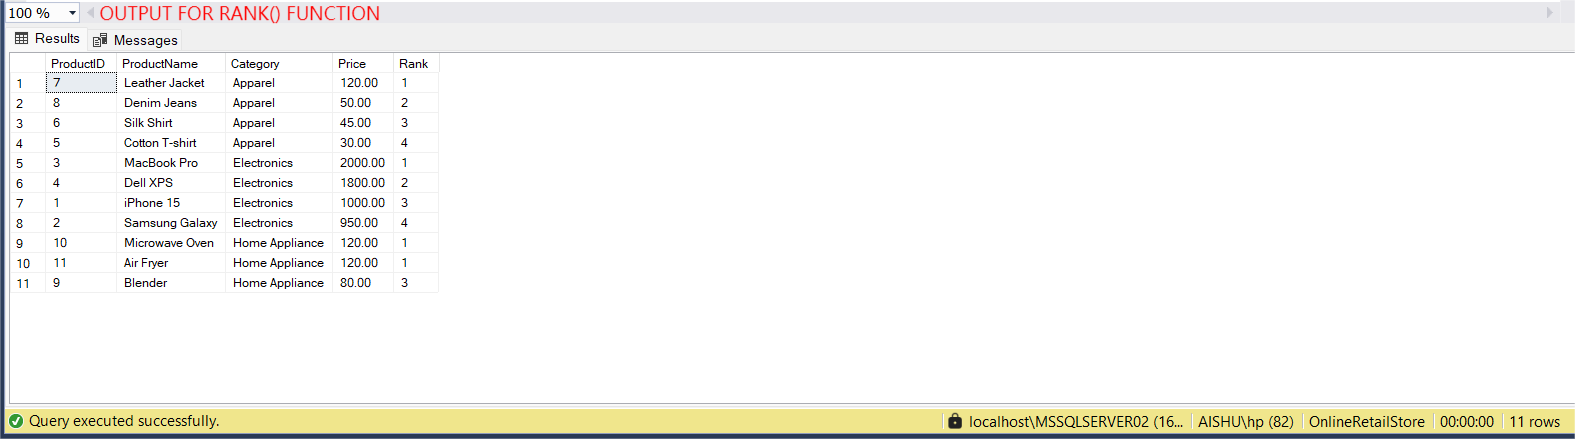 100 % OUTPUT FOR RANK() FUNCTION
Results Messages
ProductID ProductName Category Price Rank
1 7 Leather Jacket Apparel 120.00 1
2 8 Denim Jeans Apparel 50.00 2
3 6 Silk Shirt Apparel 45.00 3
4 5 Cotton T-shirt Apparel 30.00 4
5 3 MacBook Pro Electronics 2000.00 1
6 4 Dell XPS Electronics 1800.00 2
7 1 iPhone 15 Electronics 1000.00 3
8 2 Samsung Galaxy Electronics 950.00 4
9 10 Microwave Oven Home Appliance 120.00 1
10 11 Air Fryer Home Appliance 120.00 1
11 9 Blender Home Appliance 80.00 3
Query executed successfully. localhost\MSSQLSERVER02 (16... AISHU\hp (82) OnlineRetailStore 00:00:00 11 rows